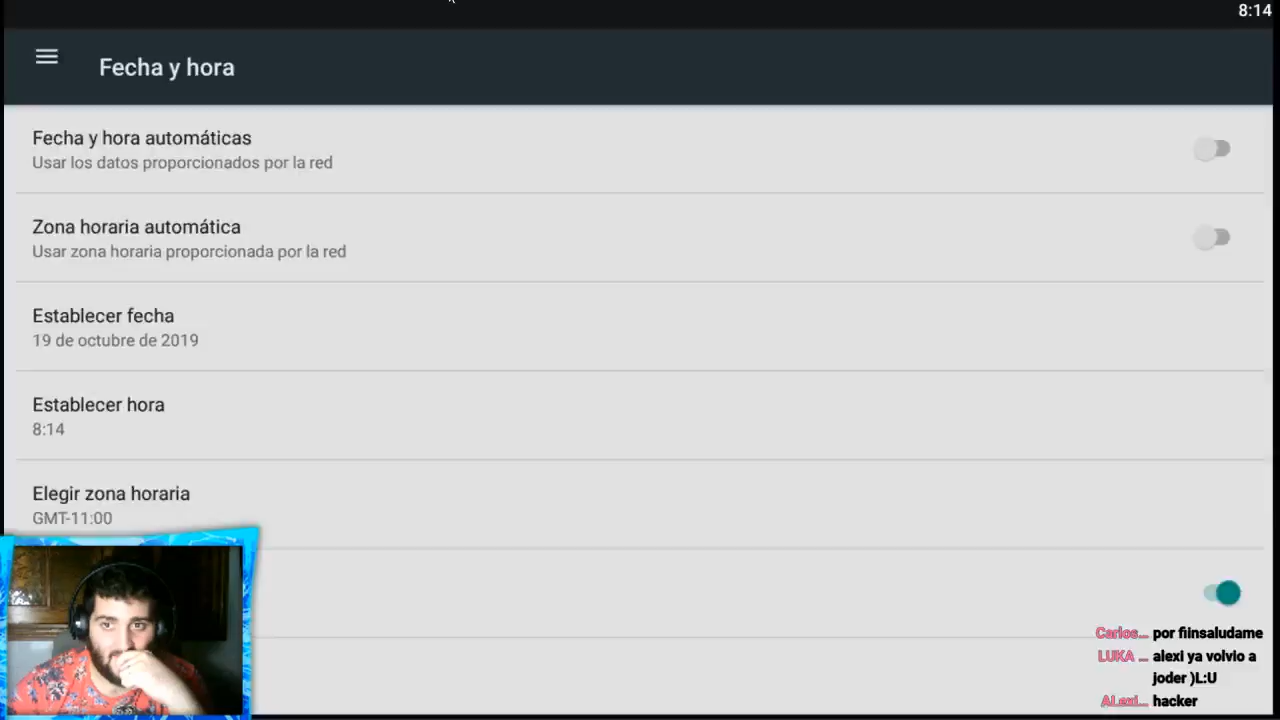 8:14
Fecha y hora
Fecha y hora automáticas
Usar los datos proporcionados por la red
Zona horaria automática
Usar zona horaria proporcionada por la red
Establecer fecha
19 de octubre de 2019
Establecer hora
8:14
Elegir zona horaria
GMT-11:00
Carlos... por fiinsaludame
LUKA ... alexi ya volvio a
joder )L:U
ALexi... hacker